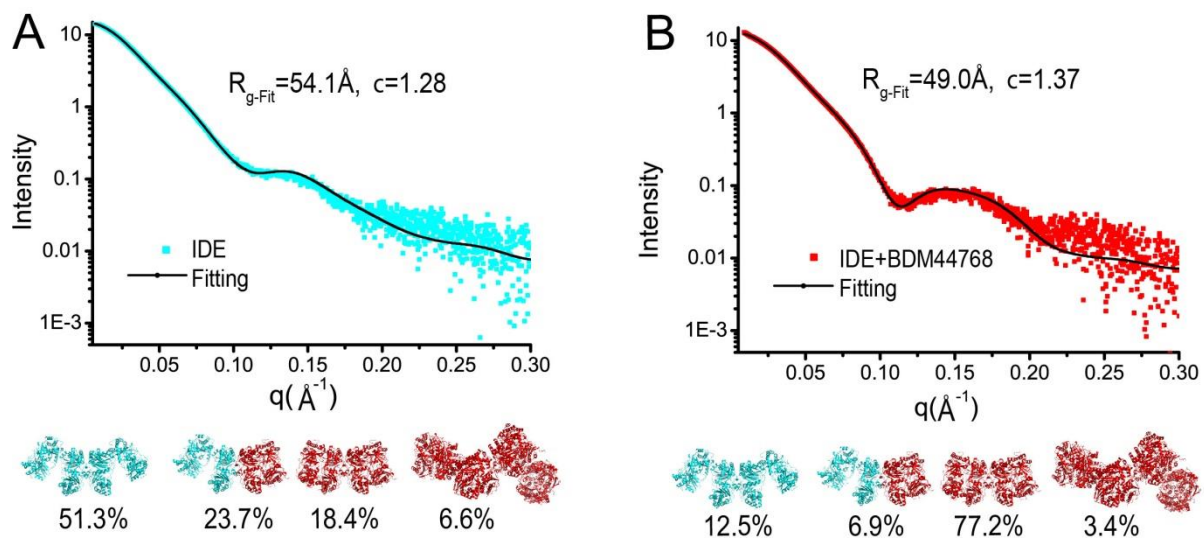 A
Intensity
10
1
0.1
0.01
1E-3
R_g-Fit=54.1Å, c=1.28
IDE
Fitting
0.05 0.10 0.15 0.20 0.25 0.30
q(Å⁻¹)
51.3% 23.7% 18.4% 6.6%
B
Intensity
10
1
0.1
0.01
1E-3
R_g-Fit=49.0Å, c=1.37
IDE+BDM44768
Fitting
0.05 0.10 0.15 0.20 0.25 0.30
q(Å⁻¹)
12.5% 6.9% 77.2% 3.4%